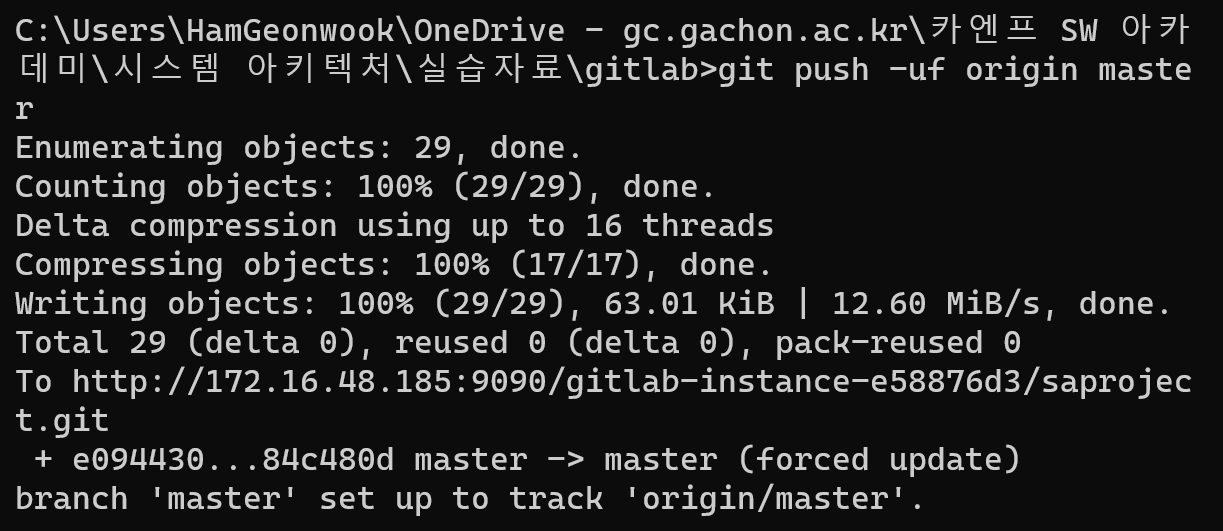 C:\Users\HamGeonwook\OneDrive - gc.gachon.ac.kr\카엔프 SW 아카
데미\시스템 아키텍처\실습자료\gitlab>git push -uf origin maste
r
Enumerating objects: 29, done.
Counting objects: 100% (29/29), done.
Delta compression using up to 16 threads
Compressing objects: 100% (17/17), done.
Writing objects: 100% (29/29), 63.01 KiB | 12.60 MiB/s, done.
Total 29 (delta 0), reused 0 (delta 0), pack-reused 0
To http://172.16.48.185:9090/gitlab-instance-e58876d3/saprojec
t.git
 + e094430...84c480d master -> master (forced update)
branch 'master' set up to track 'origin/master'.